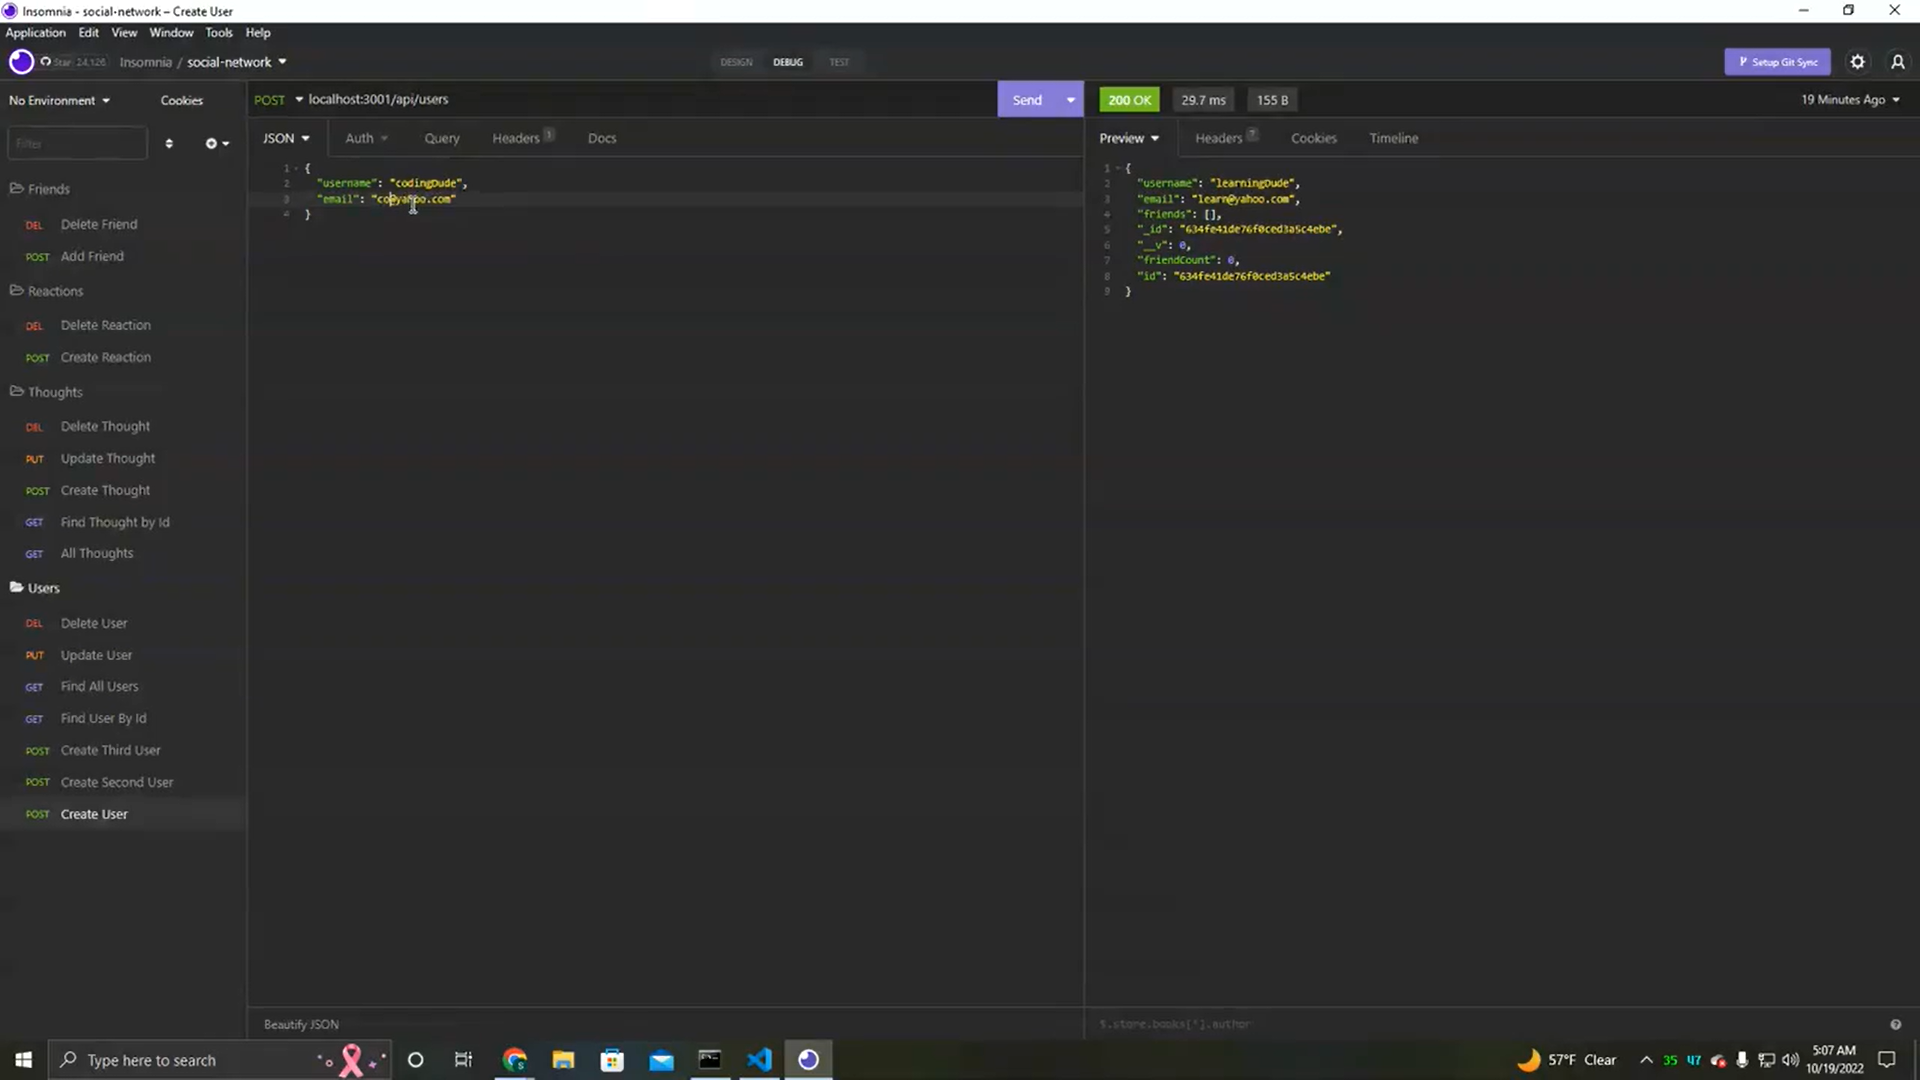 Insomnia - social-network – Create User
Application Edit View Window Tools Help
Star 24,126 Insomnia / social-network DESIGN DEBUG TEST Setup Git Sync
No Environment Cookies POST localhost:3001/api/users Send 200 OK 29.7 ms 155 B 19 Minutes Ago
Filter JSON Auth Query Headers 1 Docs Preview Headers 7 Cookies Timeline
Friends
DEL Delete Friend
POST Add Friend
Reactions
DEL Delete Reaction
POST Create Reaction
Thoughts
DEL Delete Thought
PUT Update Thought
POST Create Thought
GET Find Thought by Id
GET All Thoughts
Users
DEL Delete User
PUT Update User
GET Find All Users
GET Find User By Id
POST Create Third User
POST Create Second User
POST Create User
1 {
2 "username": "codingDude",
3 "email": "co@yahoo.com"
4 }
1 {
2 "username": "learningDude",
3 "email": "learn@yahoo.com",
4 "friends": [],
5 "_id": "634fe41de76f0ced3a5c4ebe",
6 "__v": 0,
7 "friendCount": 0,
8 "id": "634fe41de76f0ced3a5c4ebe"
9 }
Beautify JSON $.store.books[*].author
Type here to search 57°F Clear 35 47 5:07 AM
10/19/2022